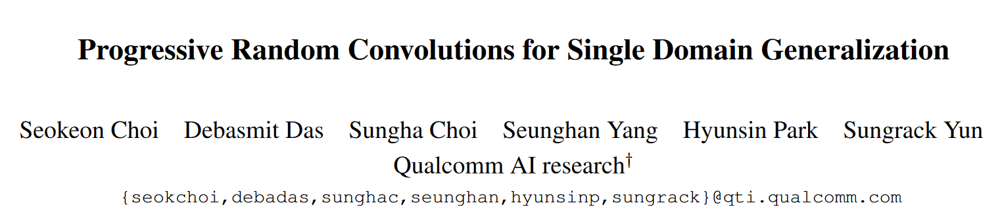 Progressive Random Convolutions for Single Domain Generalization
Seokeon Choi Debasmit Das Sungha Choi Seunghan Yang Hyunsin Park Sungrack Yun
Qualcomm AI research†
{seokchoi,debadas,sunghac,seunghan,hyunsinp,sungrack}@qti.qualcomm.com